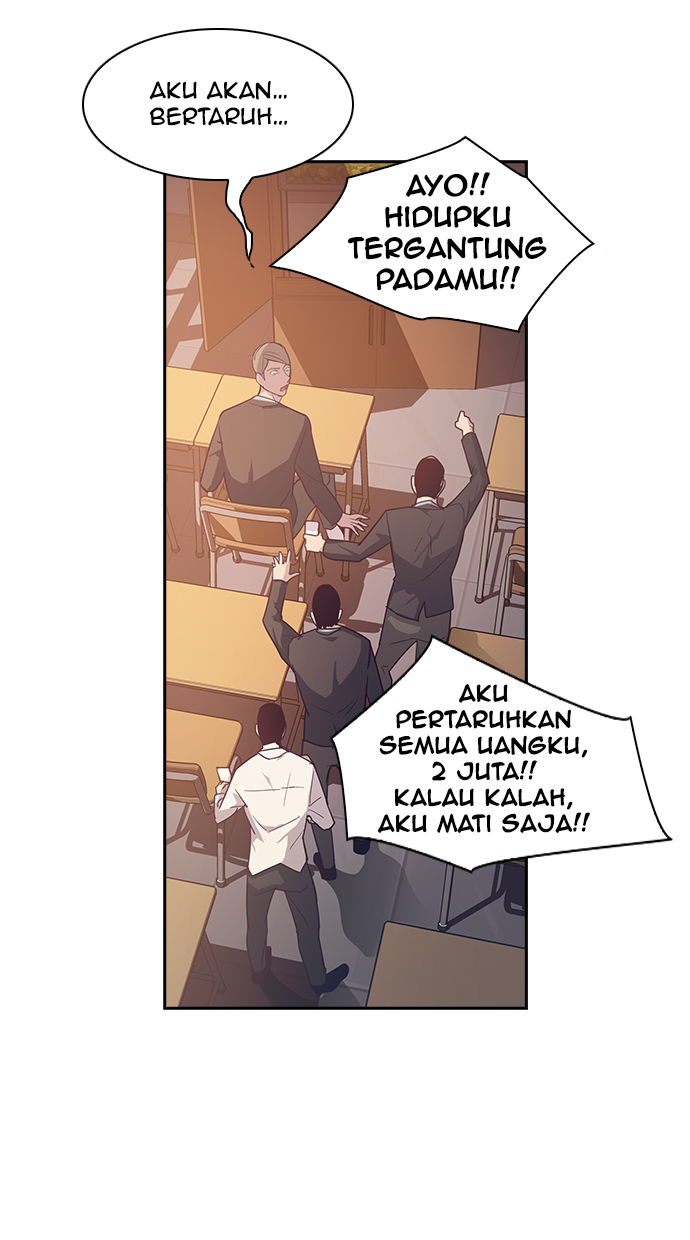 AKU AKAN...
BERTARUH...
AYO!!
HIDUPKU
TERGANTUNG
PADAMU!!
AKU
PERTARUHKAN
SEMUA UANGKU,
2 JUTA!!
KALAU KALAH,
AKU MATI SAJA!!